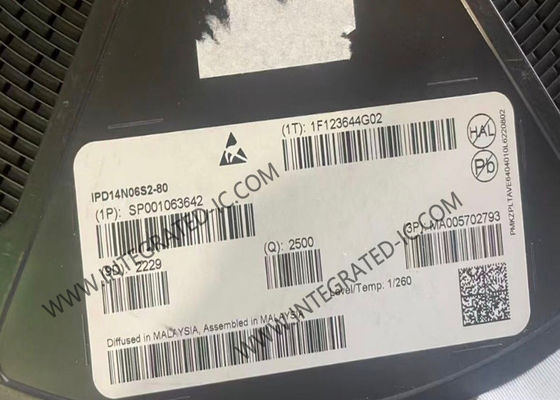 (1T): 1F123644G02
HAL
Pb
IPD14N06S2-80
(1P): SP001063642
2229
(Q): 2500
(3P): MA005702793
Level/Temp. 1/260
Diffused in MALAYSIA, Assembled in MALAYSIA
PMKZPLTAVE6404010L6220802
WWW.INTEGRATED-IC.COM
WWW.INTEGRATED-IC.COM